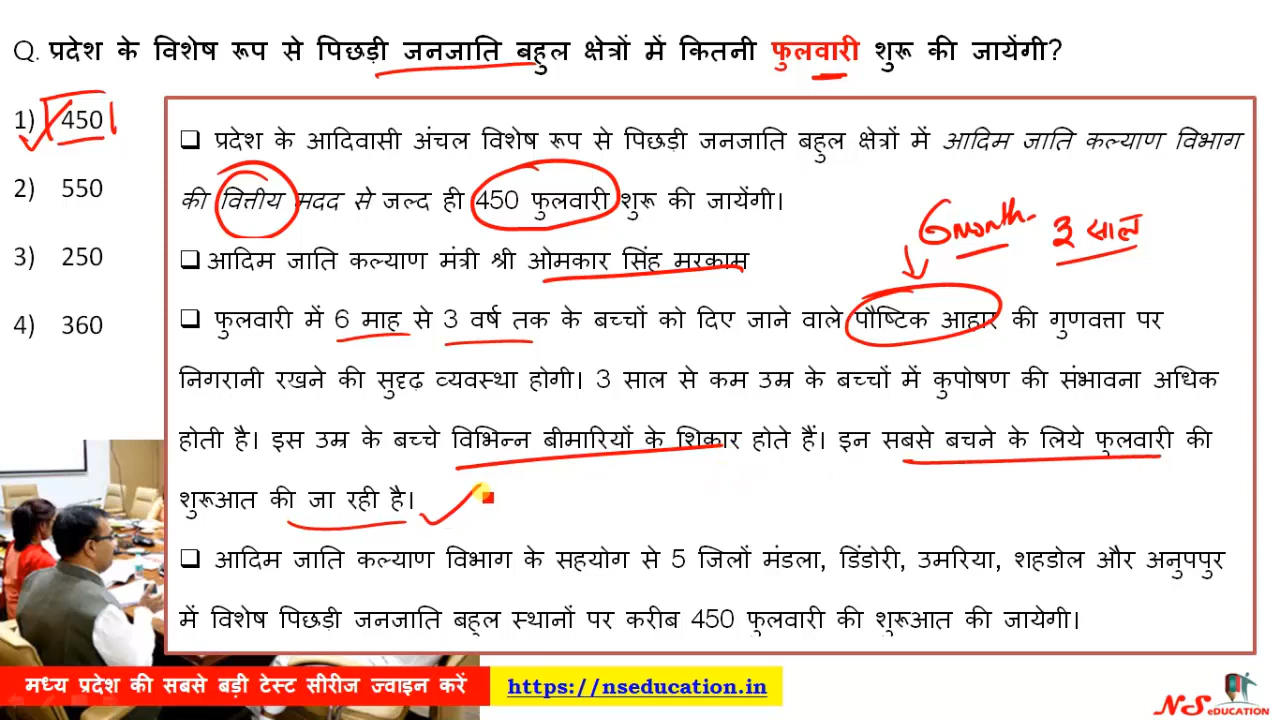 Q. प्रदेश के विशेष रूप से पिछड़ी जनजाति बहुल क्षेत्रों में कितनी फुलवारी शुरू की जायेंगी?
1) 450
2) 550
3) 250
4) 360
❑ प्रदेश के आदिवासी अंचल विशेष रूप से पिछड़ी जनजाति बहुल क्षेत्रों में आदिम जाति कल्याण विभाग
की वित्तीय मदद से जल्द ही 450 फुलवारी शुरू की जायेंगी।
6 month 3 साल
❑ आदिम जाति कल्याण मंत्री श्री ओमकार सिंह मरकाम
❑ फुलवारी में 6 माह से 3 वर्ष तक के बच्चों को दिए जाने वाले पौष्टिक आहार की गुणवत्ता पर
निगरानी रखने की सुदृढ़ व्यवस्था होगी। 3 साल से कम उम्र के बच्चों में कुपोषण की संभावना अधिक
होती है। इस उम्र के बच्चे विभिन्न बीमारियों के शिकार होते हैं। इन सबसे बचने के लिये फुलवारी की
शुरूआत की जा रही है।
❑ आदिम जाति कल्याण विभाग के सहयोग से 5 जिलों मंडला, डिंडोरी, उमरिया, शहडोल और अनुपपुर
में विशेष पिछड़ी जनजाति बहुल स्थानों पर करीब 450 फुलवारी की शुरूआत की जायेगी।
मध्य प्रदेश की सबसे बड़ी टेस्ट सीरीज ज्वाइन करें https://nseducation.in
NS eDUCATION